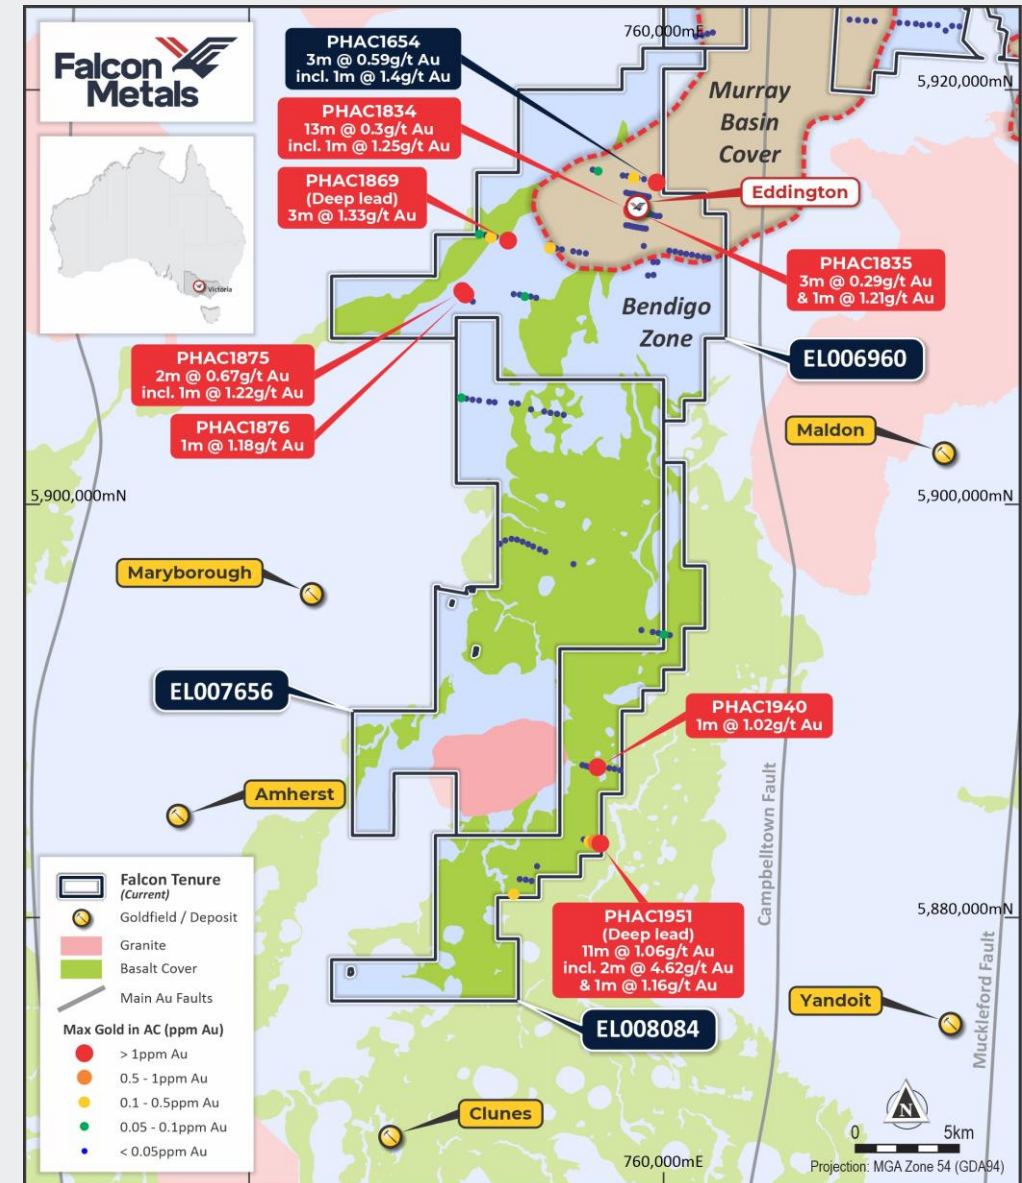 Falcon
Metals
Victoria
760,000mE
5,920,000mN
PHAC1654
3m @ 0.59g/t Au
incl. 1m @ 1.4g/t Au
Murray
Basin
Cover
PHAC1834
13m @ 0.3g/t Au
incl. 1m @ 1.25g/t Au
PHAC1869
(Deep lead)
3m @ 1.33g/t Au
Eddington
PHAC1835
3m @ 0.29g/t Au
& 1m @ 1.21g/t Au
Bendigo
Zone
EL006960
PHAC1875
2m @ 0.67g/t Au
incl. 1m @ 1.22g/t Au
PHAC1876
1m @ 1.18g/t Au
Maldon
5,900,000mN
5,900,000mN
Maryborough
EL007656
PHAC1940
1m @ 1.02g/t Au
Amherst
Campbelltown Fault
5,880,000mN
PHAC1951
(Deep lead)
11m @ 1.06g/t Au
incl. 2m @ 4.62g/t Au
& 1m @ 1.16g/t Au
Muckleford Fault
Yandoit
EL008084
Clunes
Falcon Tenure
(Current)
Goldfield / Deposit
Granite
Basalt Cover
Main Au Faults
Max Gold in AC (ppm Au)
> 1ppm Au
0.5 - 1ppm Au
0.1 - 0.5ppm Au
0.05 - 0.1ppm Au
< 0.05ppm Au
N
0 5km
760,000mE
Projection: MGA Zone 54 (GDA94)